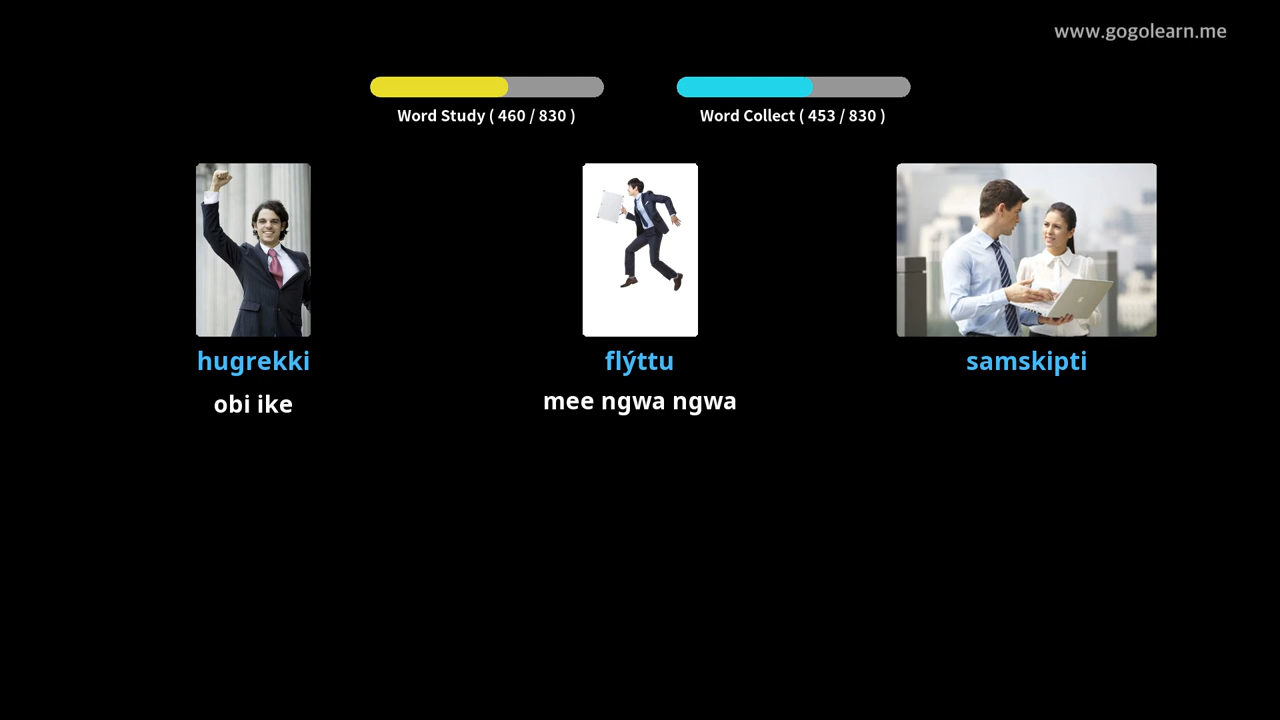 www.gogolearn.me
Word Study ( 460 / 830 )
Word Collect ( 453 / 830 )
hugrekki
flýttu
samskipti
obi ike
mee ngwa ngwa